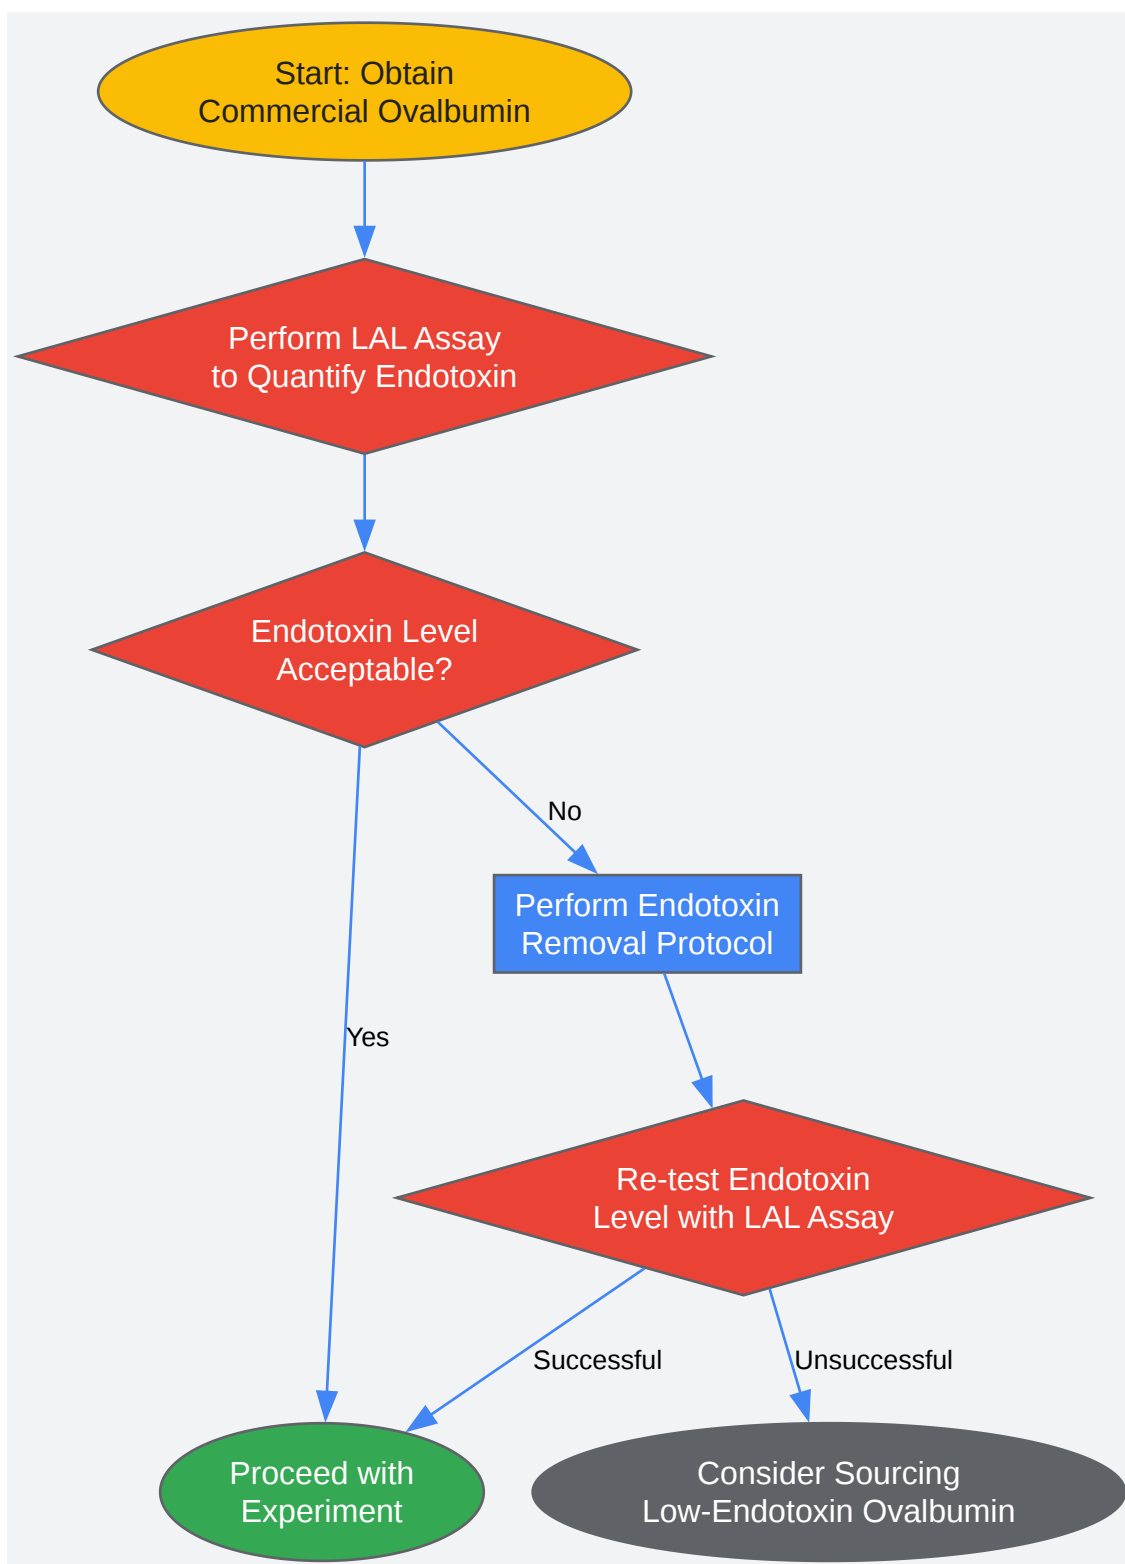 Start: Obtain
Commercial Ovalbumin
Perform LAL Assay
to Quantify Endotoxin
Endotoxin Level
Acceptable?
No
Perform Endotoxin
Removal Protocol
Yes
Re-test Endotoxin
Level with LAL Assay
Successful
Unsuccessful
Proceed with
Experiment
Consider Sourcing
Low-Endotoxin Ovalbumin